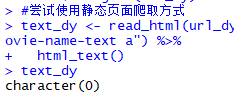 > #尝试使用静态页面爬取方式
> text_dy <- read_html(url_dy
ovie-name-text a") %>%
+   html_text()
> text_dy
character(0)